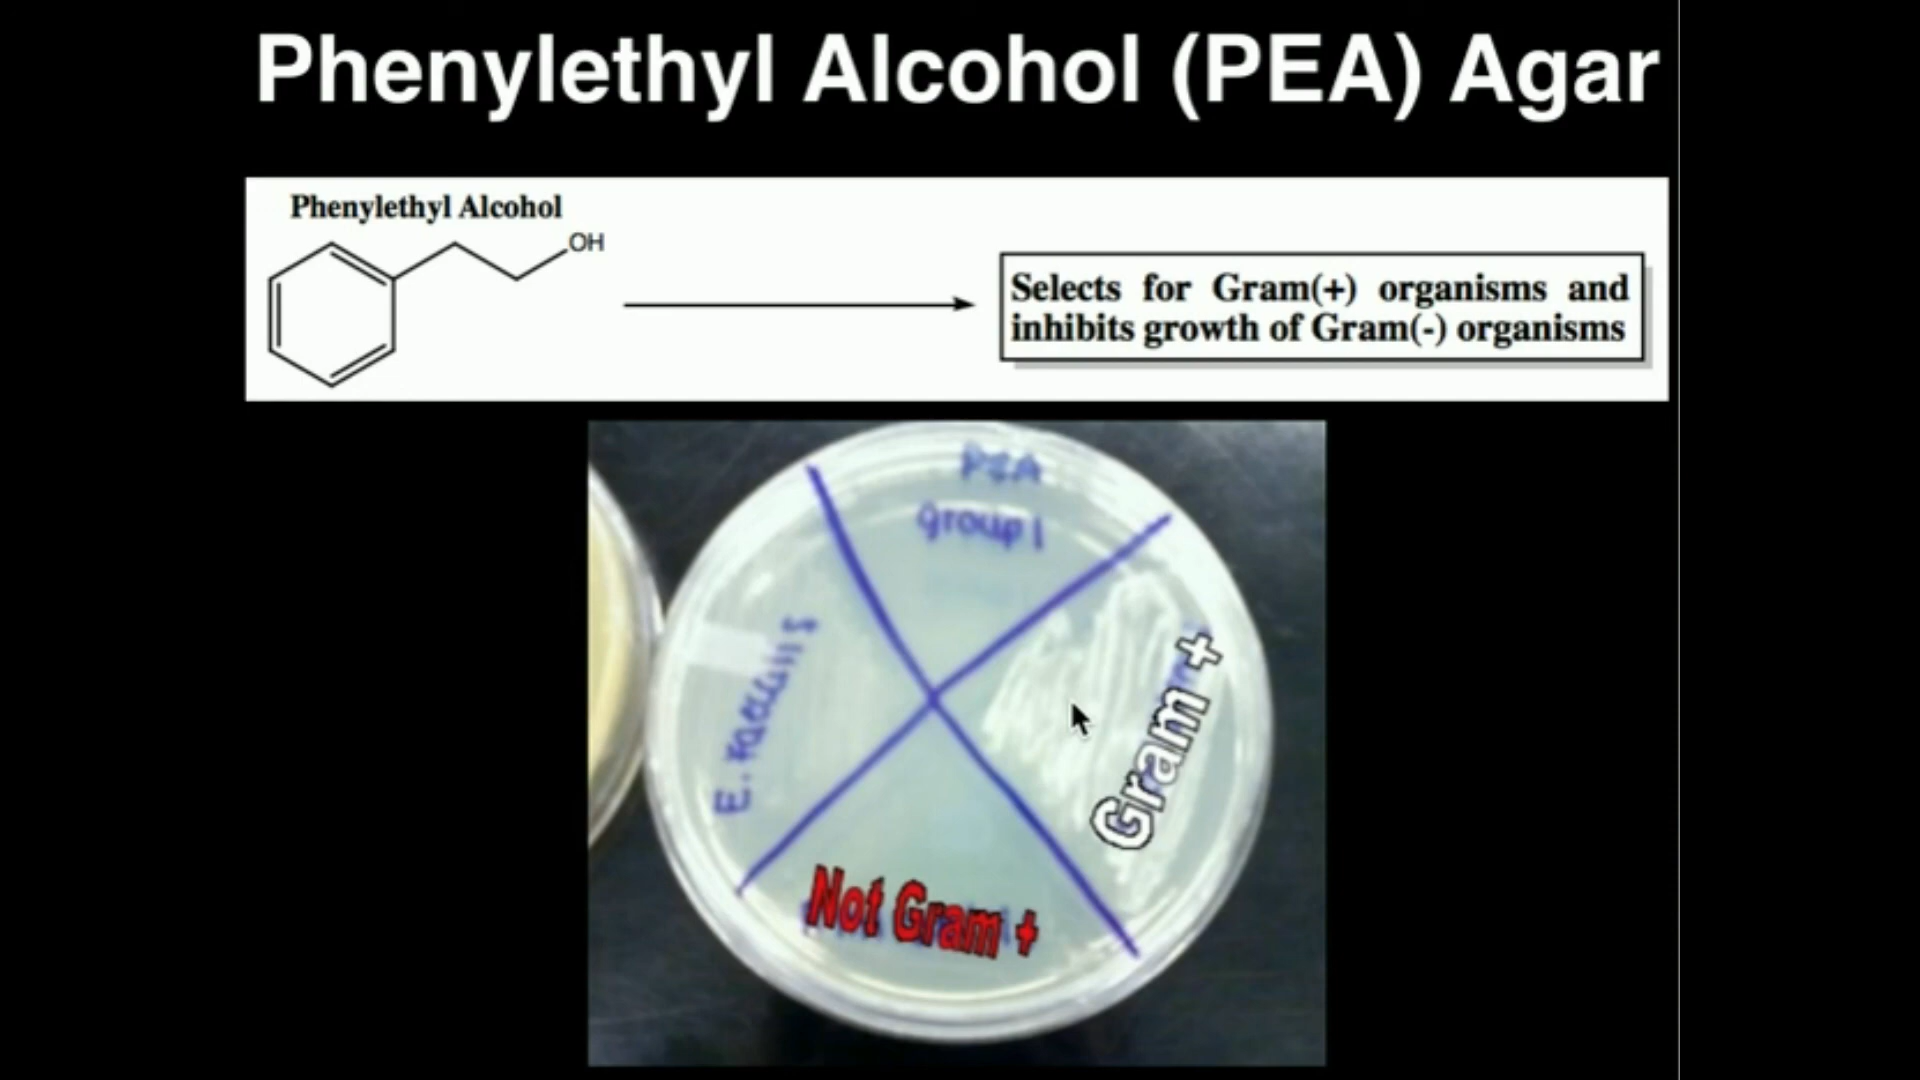 Phenylethyl Alcohol (PEA) Agar
Phenylethyl Alcohol
OH
Selects for Gram(+) organisms and
inhibits growth of Gram(-) organisms
PEA
group 1
E. faecalis
Gram +
Not Gram +